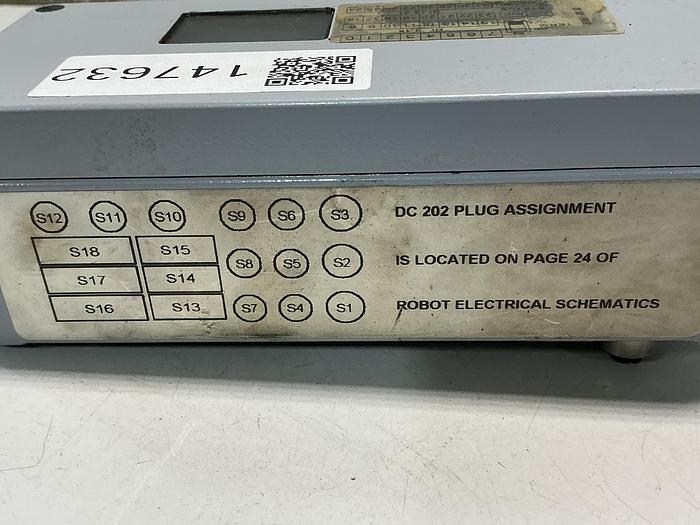 147632
S12 S11 S10 S9 S6 S3 DC 202 PLUG ASSIGNMENT
S18 S15
S8 S5 S2 IS LOCATED ON PAGE 24 OF
S17 S14
S16 S13 S7 S4 S1 ROBOT ELECTRICAL SCHEMATICS